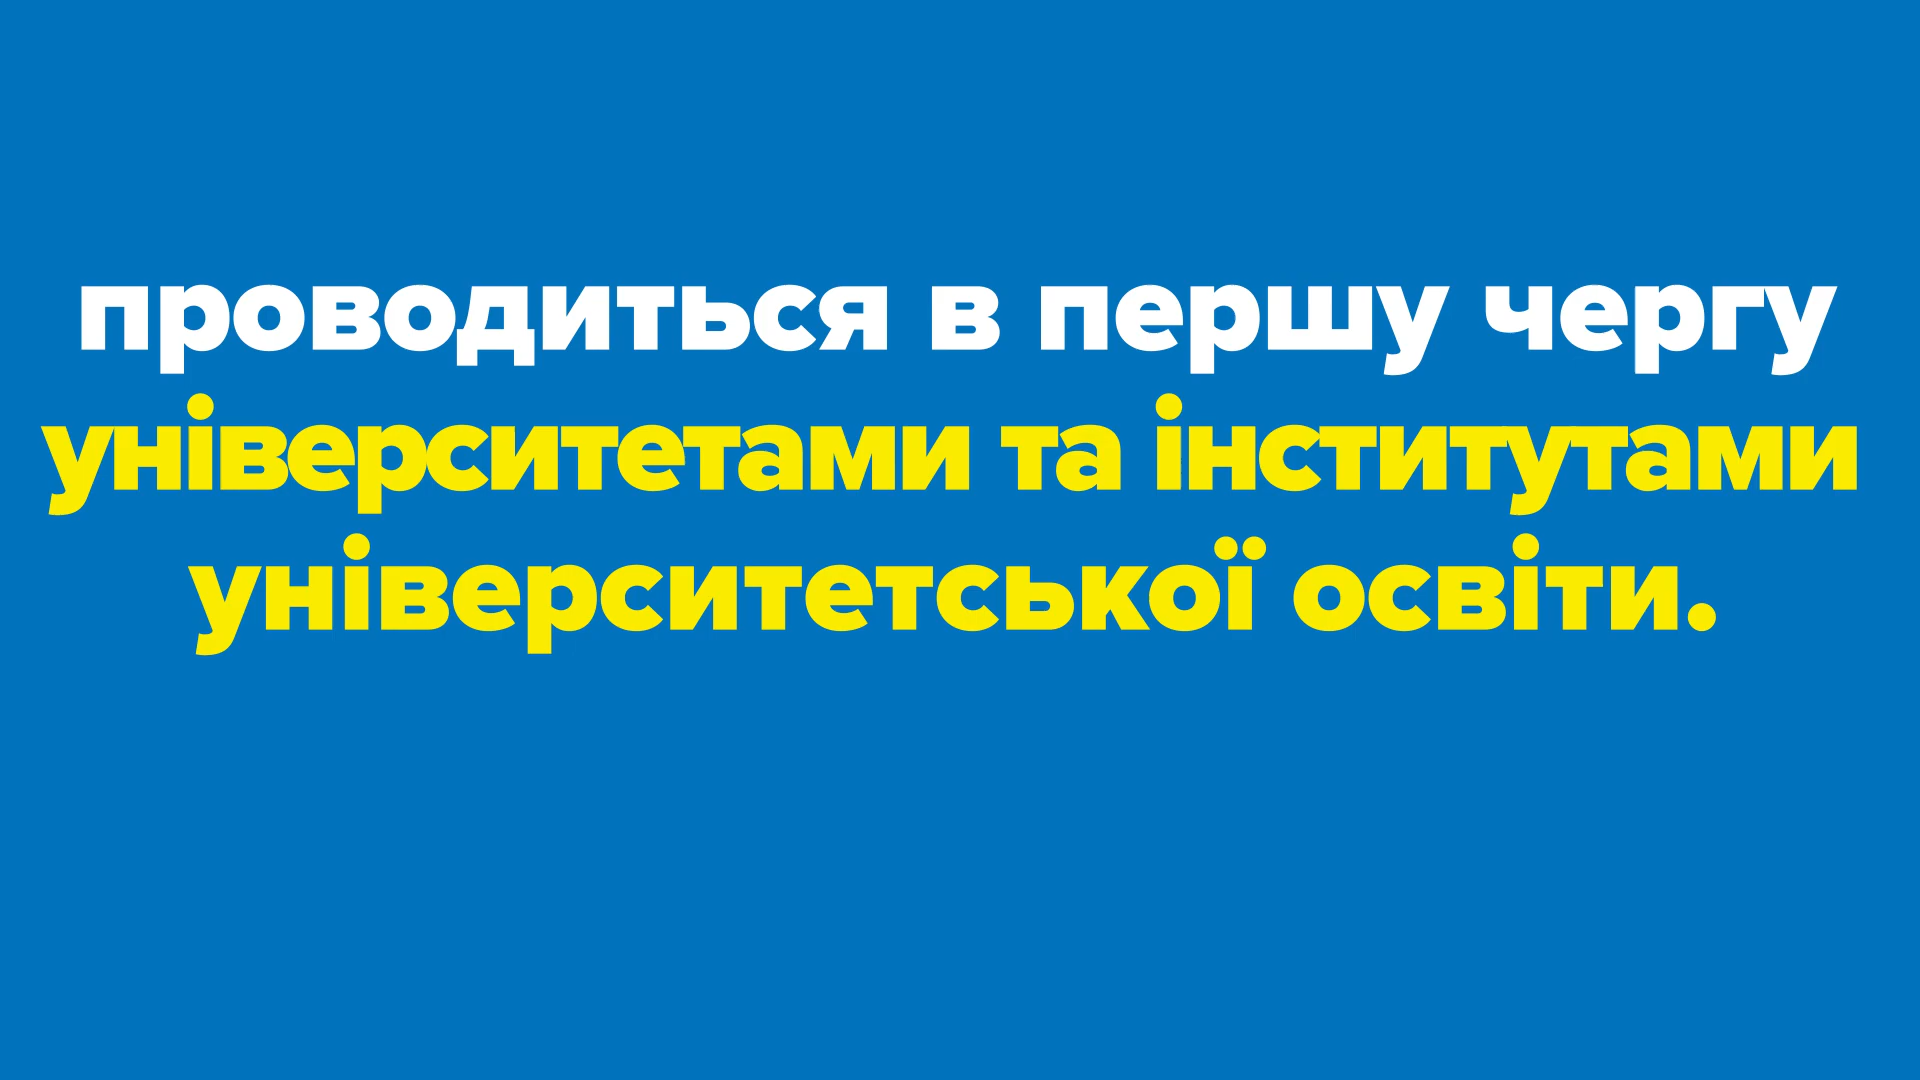 проводиться в першу чергу
університетами та інститутами
університетської освіти.